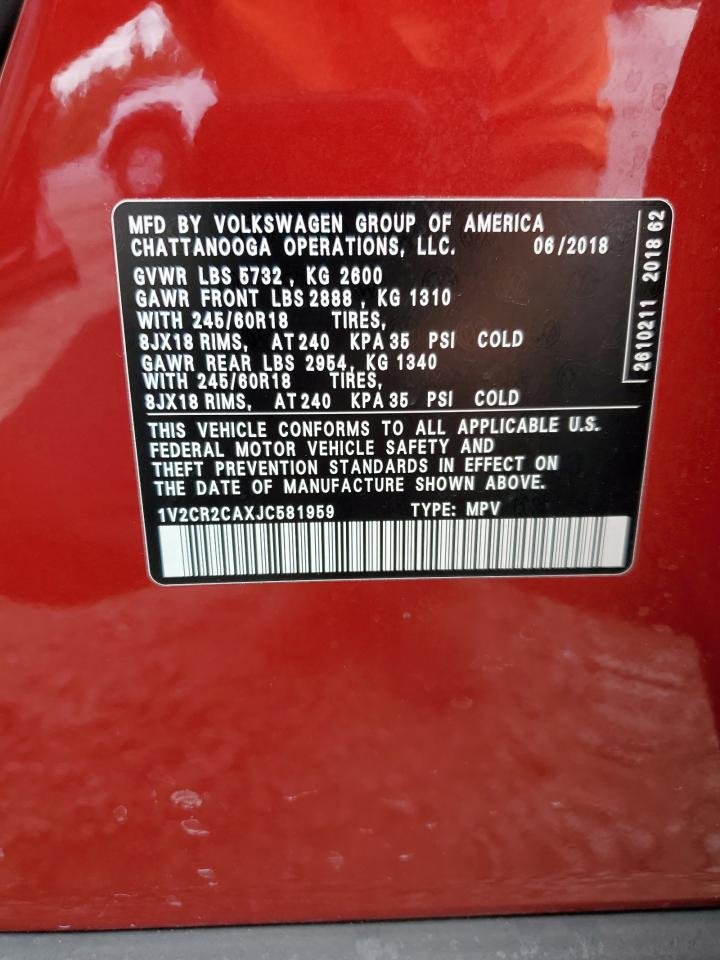 MFD BY VOLKSWAGEN GROUP OF AMERICA
CHATTANOOGA OPERATIONS, LLC. 06/2018
GVWR LBS 5732 , KG 2600
GAWR FRONT LBS 2888 , KG 1310
WITH 245/60R18 TIRES,
8JX18 RIMS, AT 240 KPA 35 PSI COLD
GAWR REAR LBS 2954, KG 1340
WITH 245/60R18 TIRES,
8JX18 RIMS, AT 240 KPA 35 PSI COLD
2610211 2018 62
THIS VEHICLE CONFORMS TO ALL APPLICABLE U.S.
FEDERAL MOTOR VEHICLE SAFETY AND
THEFT PREVENTION STANDARDS IN EFFECT ON
THE DATE OF MANUFACTURE SHOWN ABOVE.
1V2CR2CAXJC581959 TYPE: MPV